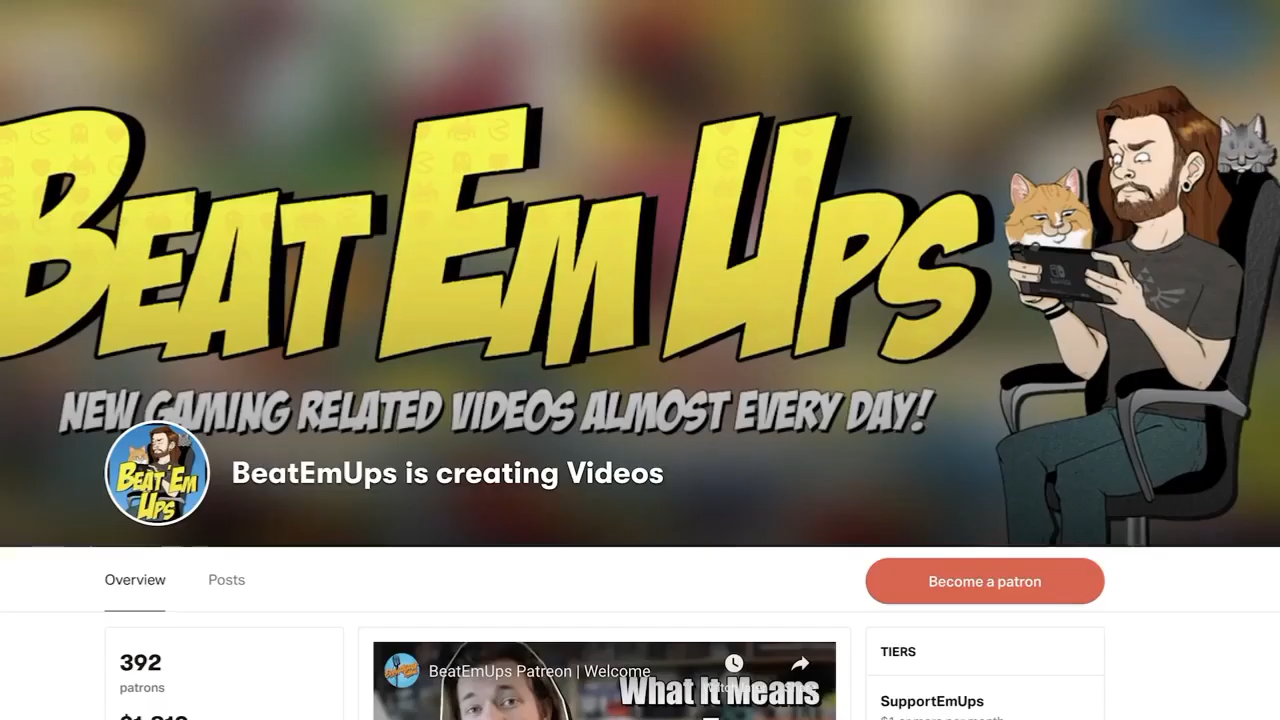 BEAT EM UPS
NEW GAMING RELATED VIDEOS ALMOST EVERY DAY!
BEAT EM
UPS
BeatEmUps is creating Videos
Overview
Posts
Become a patron
392
patrons
BeatEmUps Patreon | Welcome
What It Means
TIERS
SupportEmUps